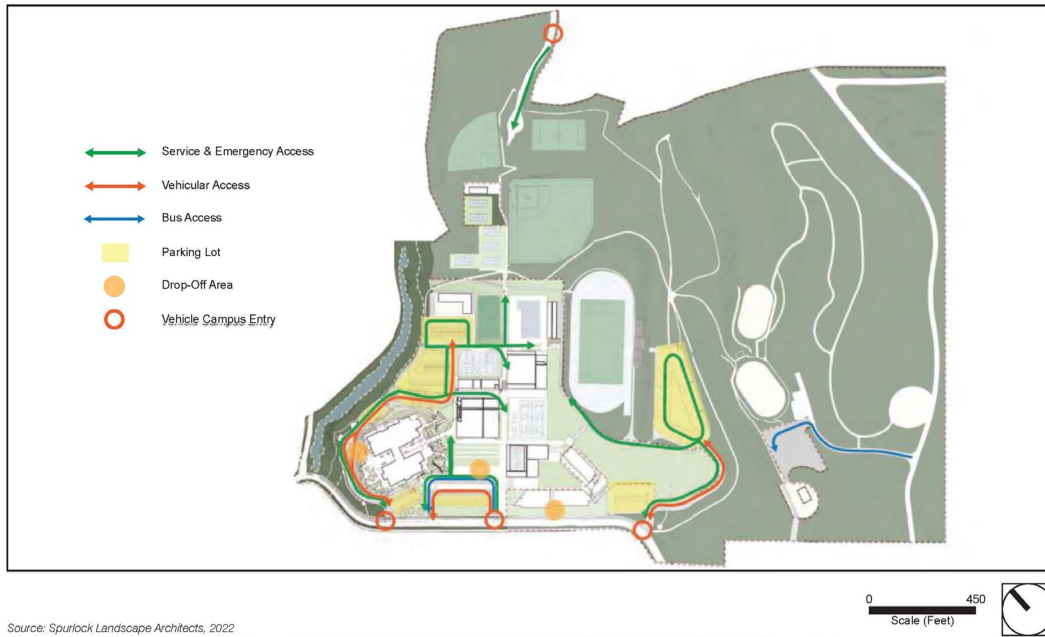 Service & Emergency Access
Vehicular Access
Bus Access
Parking Lot
Drop-Off Area
Vehicle Campus Entry
0 450
Scale (Feet)
Source: Spurlock Landscape Architects, 2022